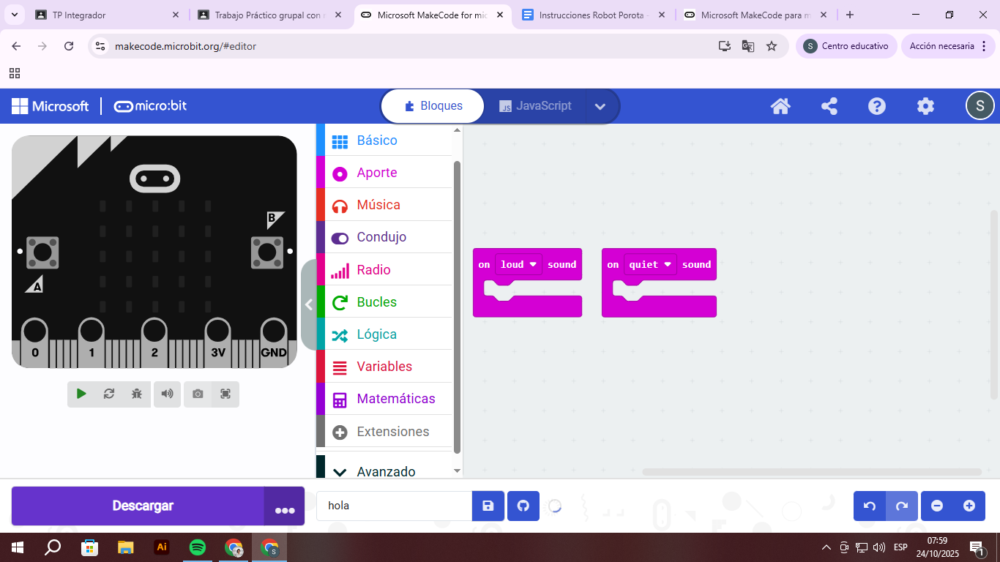 TP Integrador
Trabajo Práctico grupal con r
Microsoft MakeCode for mic
Instrucciones Robot Porota -
Microsoft MakeCode para m
makecode.microbit.org/#editor
S Centro educativo
Acción necesaria
Microsoft
micro:bit
Bloques
JS JavaScript
S
B
A
0 1 2 3V GND
Básico
Aporte
Música
Condujo
Radio
Bucles
Lógica
Variables
Matemáticas
Extensiones
Avanzado
on loud sound
on quiet sound
Descargar
hola
Ai
S
ESP
07:59
24/10/2025
1